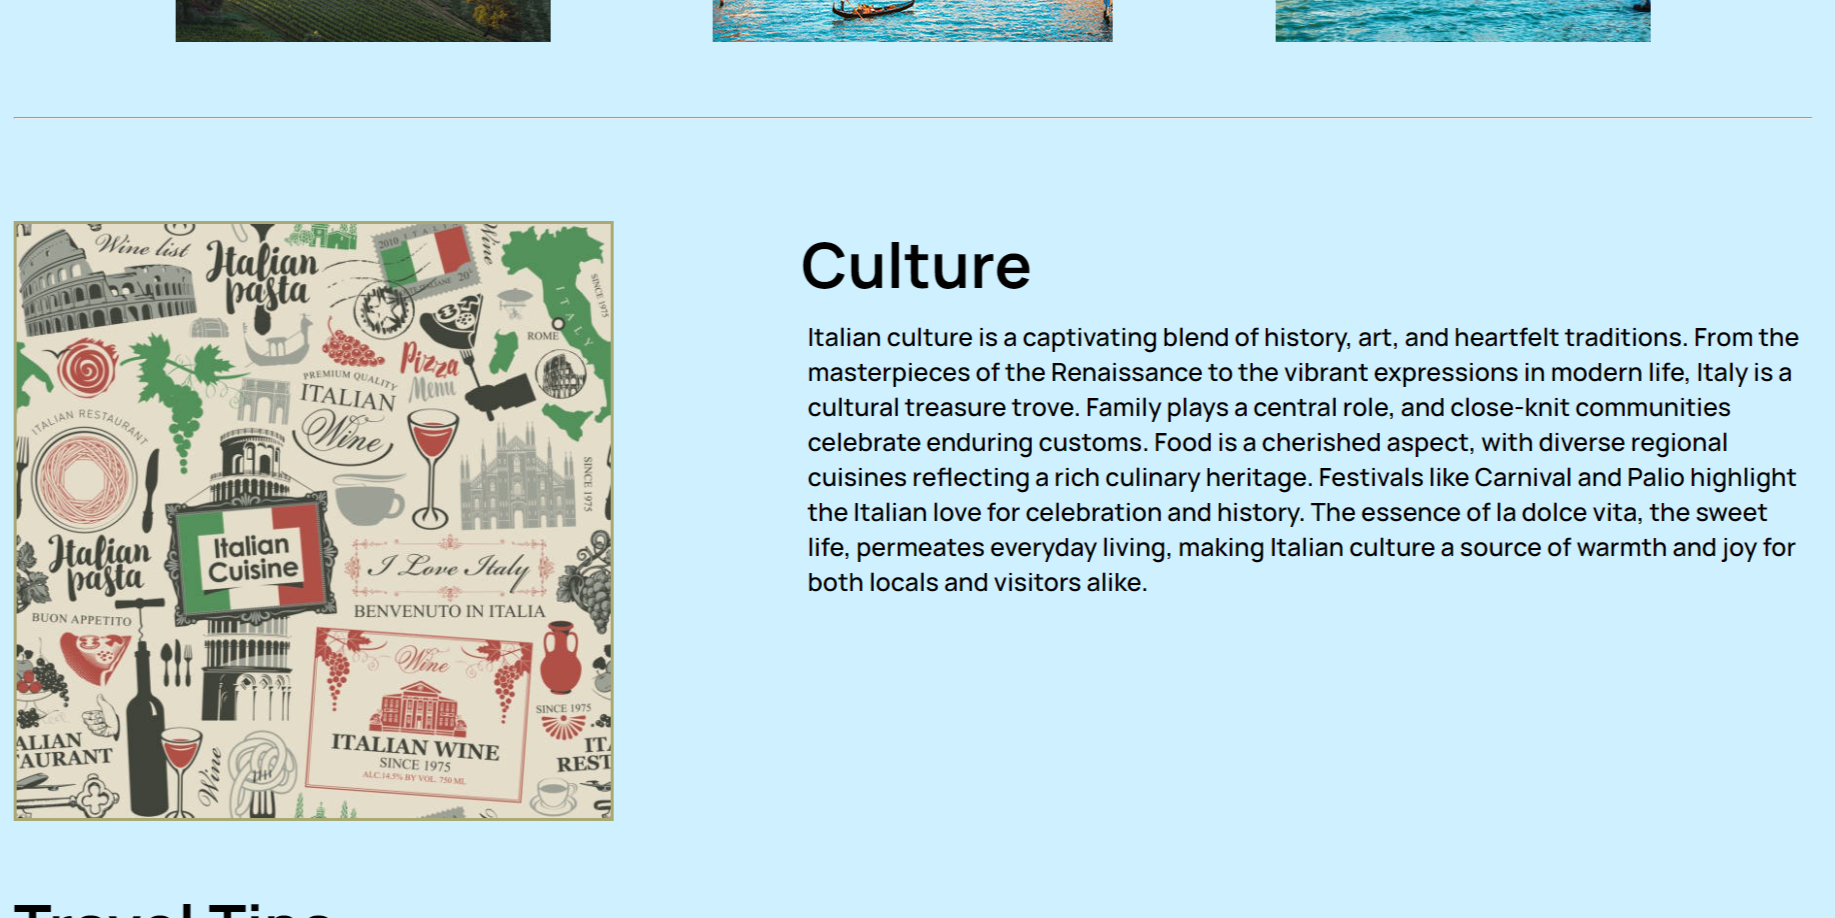 Wine list
Italian
pasta
2010 ITALIA
Wine
20
ITALY
SINCE 1975
ROME
Pizza
Menu
PREMIUM QUALITY
ITALIAN
Wine
ITALIAN RESTAURANT
SINCE 1975
Italian
Cuisine
Italian
pasta
I Love Italy
BENVENUTO IN ITALIA
BUON APPETITO
Wine
SINCE 1975
ITALIAN WINE
SINCE 1975
ALC 14.5% BY VOL. 750 ML
ALIAN
AURANT
Wine
ITA
REST
Culture
Italian culture is a captivating blend of history, art, and heartfelt traditions. From the
masterpieces of the Renaissance to the vibrant expressions in modern life, Italy is a
cultural treasure trove. Family plays a central role, and close-knit communities
celebrate enduring customs. Food is a cherished aspect, with diverse regional
cuisines reflecting a rich culinary heritage. Festivals like Carnival and Palio highlight
the Italian love for celebration and history. The essence of la dolce vita, the sweet
life, permeates everyday living, making Italian culture a source of warmth and joy for
both locals and visitors alike.
Travel Tips